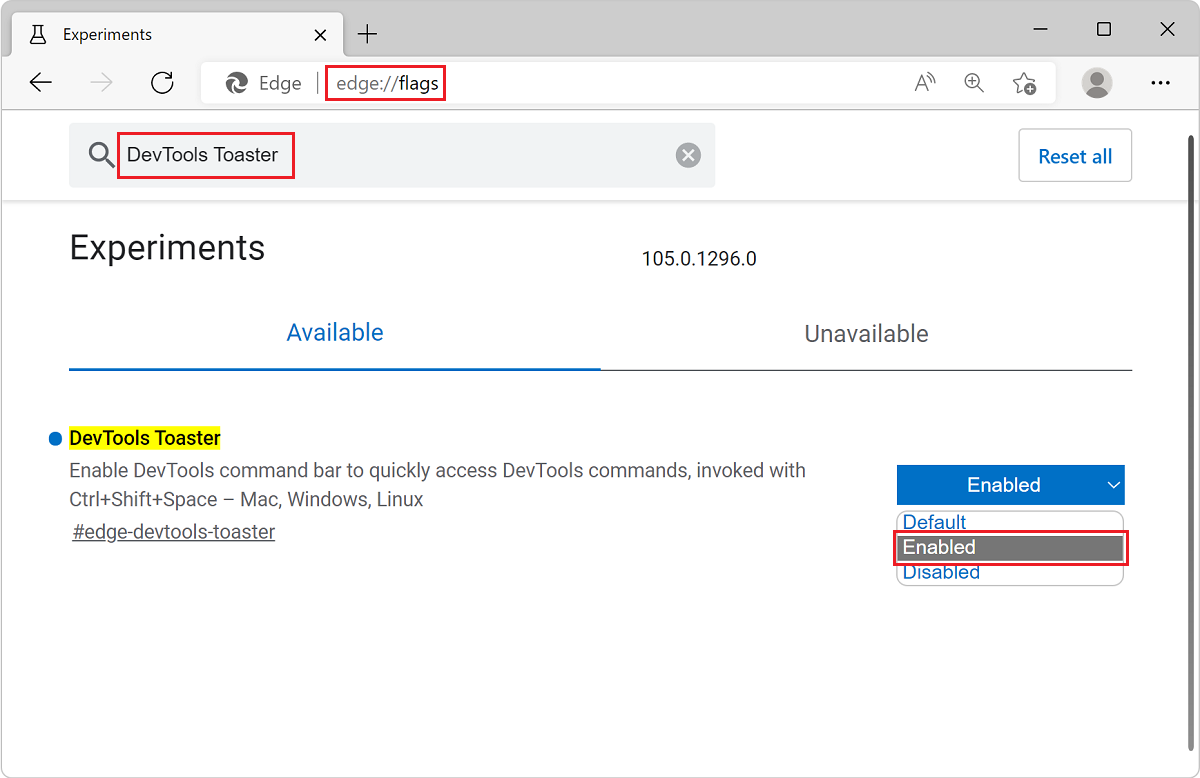 Experiments
Edge | edge://flags
DevTools Toaster
Reset all
Experiments
105.0.1296.0
Available
Unavailable
DevTools Toaster
Enable DevTools command bar to quickly access DevTools commands, invoked with
Ctrl+Shift+Space – Mac, Windows, Linux
#edge-devtools-toaster
Enabled
Default
Enabled
Disabled